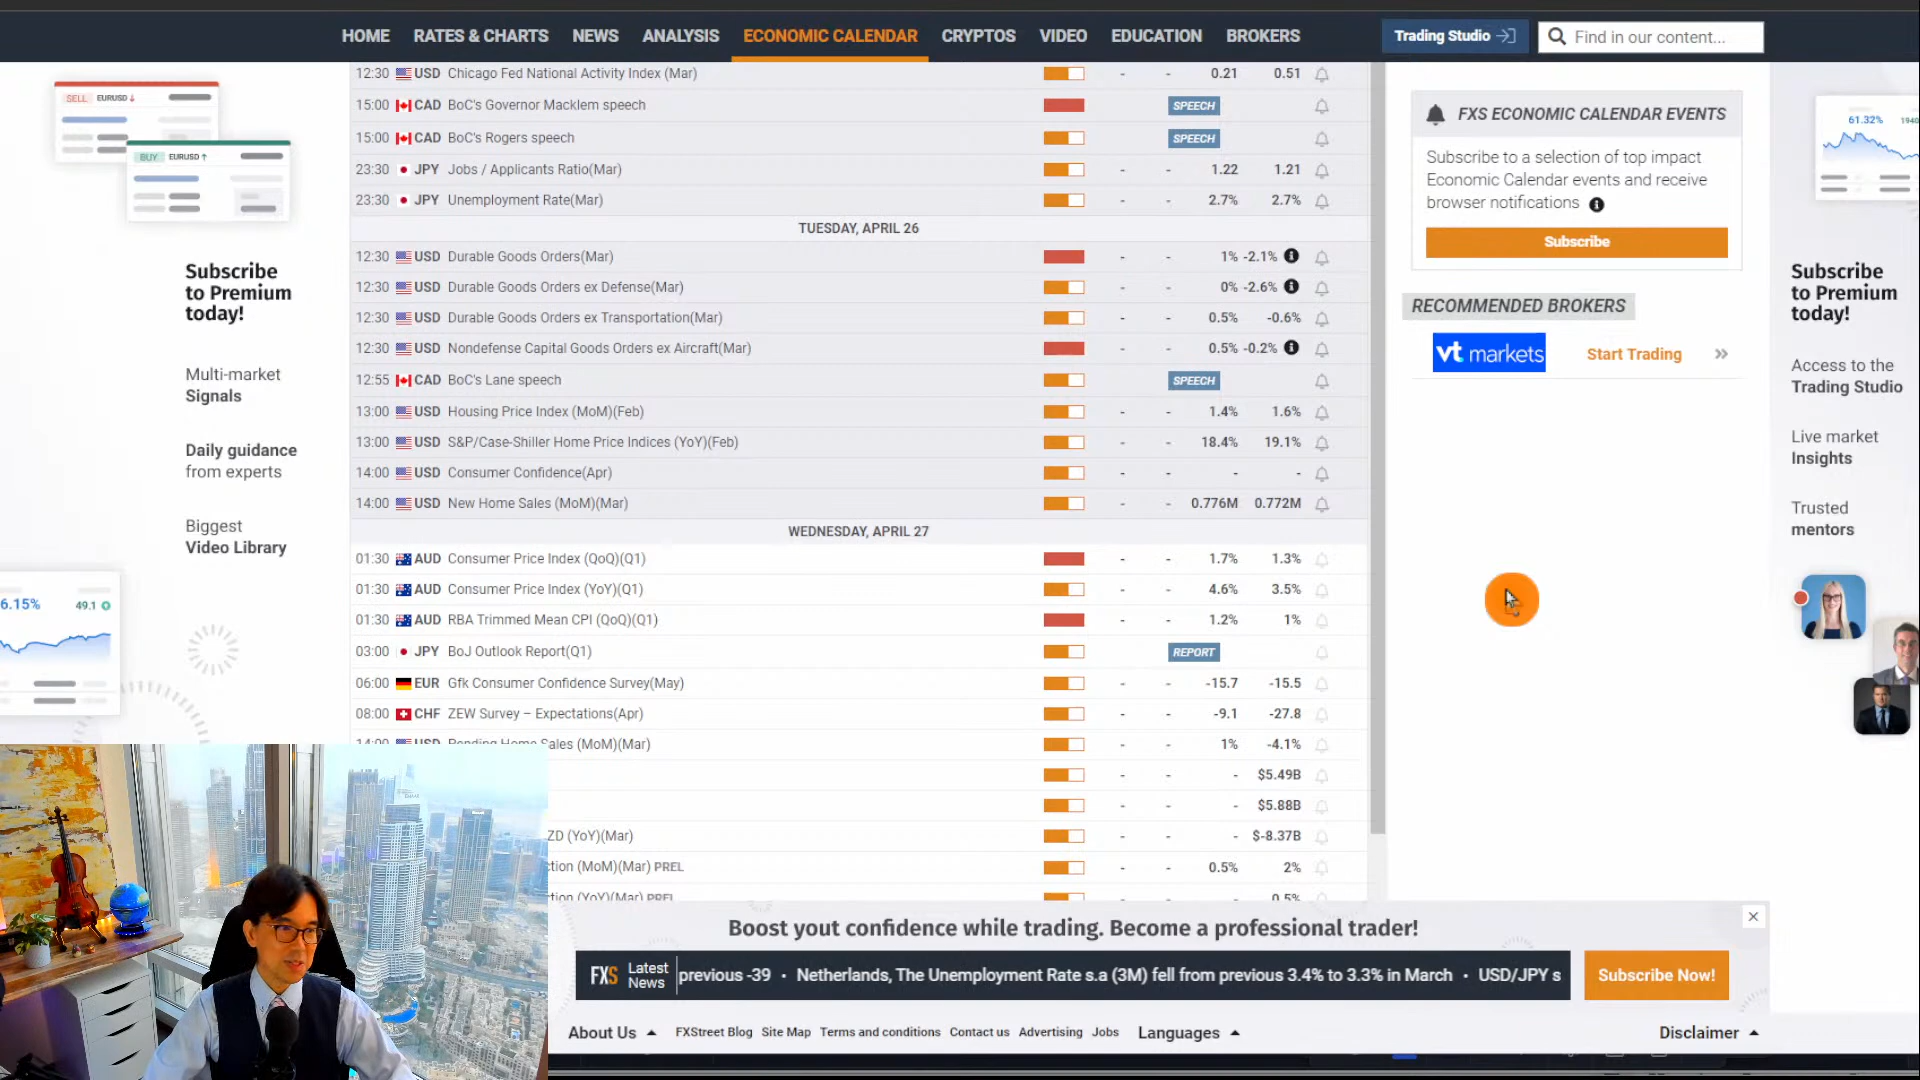 HOME RATES & CHARTS NEWS ANALYSIS ECONOMIC CALENDAR CRYPTOS VIDEO EDUCATION BROKERS Trading Studio Find in our content...
12:30 USD Chicago Fed National Activity Index (Mar) - - 0.21 0.51
15:00 CAD BoC's Governor Macklem speech SPEECH
15:00 CAD BoC's Rogers speech SPEECH
23:30 JPY Jobs / Applicants Ratio(Mar) - - 1.22 1.21
23:30 JPY Unemployment Rate(Mar) - - 2.7% 2.7%
TUESDAY, APRIL 26
12:30 USD Durable Goods Orders(Mar) - - 1% -2.1%
12:30 USD Durable Goods Orders ex Defense(Mar) - - 0% -2.6%
12:30 USD Durable Goods Orders ex Transportation(Mar) - - 0.5% -0.6%
12:30 USD Nondefense Capital Goods Orders ex Aircraft(Mar) - - 0.5% -0.2%
12:55 CAD BoC's Lane speech SPEECH
13:00 USD Housing Price Index (MoM)(Feb) - - 1.4% 1.6%
13:00 USD S&P/Case-Shiller Home Price Indices (YoY)(Feb) - - 18.4% 19.1%
14:00 USD Consumer Confidence(Apr) - - - -
14:00 USD New Home Sales (MoM)(Mar) - - 0.776M 0.772M
WEDNESDAY, APRIL 27
01:30 AUD Consumer Price Index (QoQ)(Q1) - - 1.7% 1.3%
01:30 AUD Consumer Price Index (YoY)(Q1) - - 4.6% 3.5%
01:30 AUD RBA Trimmed Mean CPI (QoQ)(Q1) - - 1.2% 1%
03:00 JPY BoJ Outlook Report(Q1) REPORT
06:00 EUR Gfk Consumer Confidence Survey(May) - - -15.7 -15.5
08:00 CHF ZEW Survey – Expectations(Apr) - - -9.1 -27.8
14:00 USD Pending Home Sales (MoM)(Mar) - - 1% -4.1%
- - - $5.49B
- - - $5.88B
ZD (YoY)(Mar) - - - $-8.37B
ction (MoM)(Mar) PREL - - 0.5% 2%
ction (YoY)(Mar) PREL 0.5%
SELL EURUSD
BUY EURUSD
Subscribe
to Premium
today!
Multi-market
Signals
Daily guidance
from experts
Biggest
Video Library
6.15% 49.1
FXS ECONOMIC CALENDAR EVENTS
Subscribe to a selection of top impact
Economic Calendar events and receive
browser notifications
Subscribe
RECOMMENDED BROKERS
vt markets Start Trading
61.32% 1940
Subscribe
to Premium
today!
Access to the
Trading Studio
Live market
Insights
Trusted
mentors
Boost yout confidence while trading. Become a professional trader!
FXS Latest News previous -39 · Netherlands, The Unemployment Rate s.a (3M) fell from previous 3.4% to 3.3% in March · USD/JPY s
Subscribe Now!
About Us FXStreet Blog Site Map Terms and conditions Contact us Advertising Jobs Languages Disclaimer